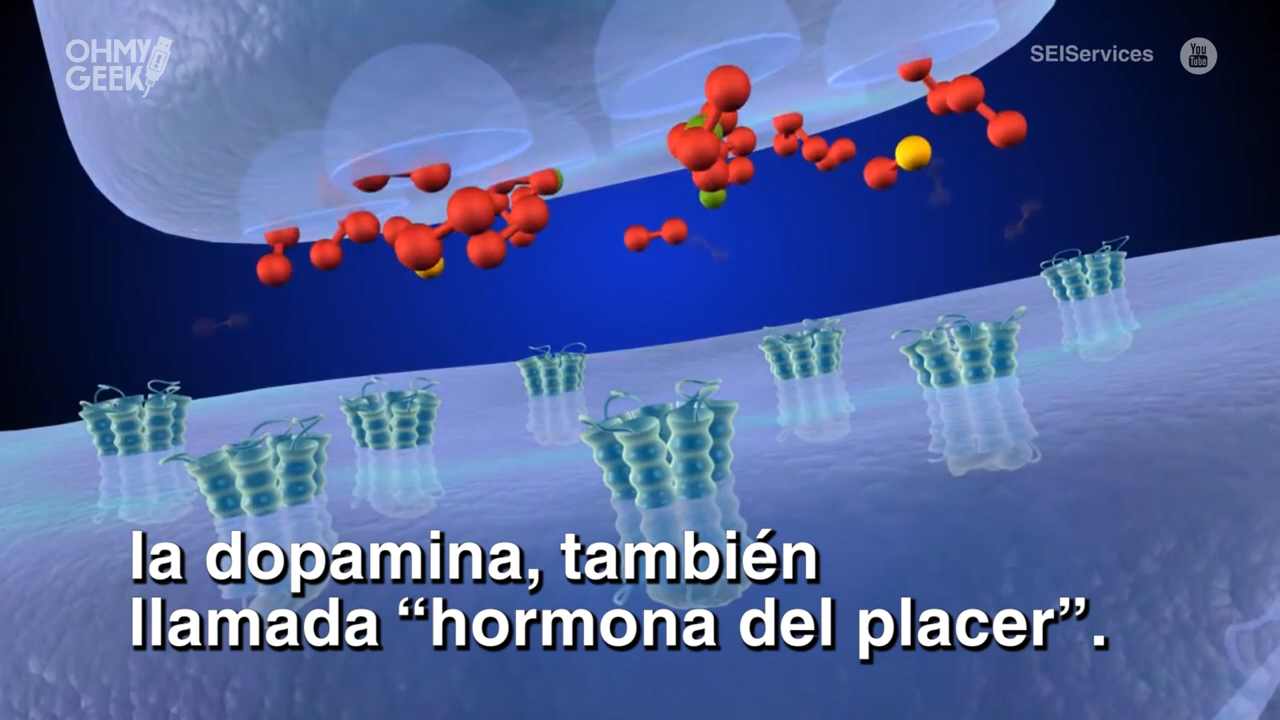 OHMY
GEEK
SEIServices
You
Tube
la dopamina, también
llamada “hormona del placer”.